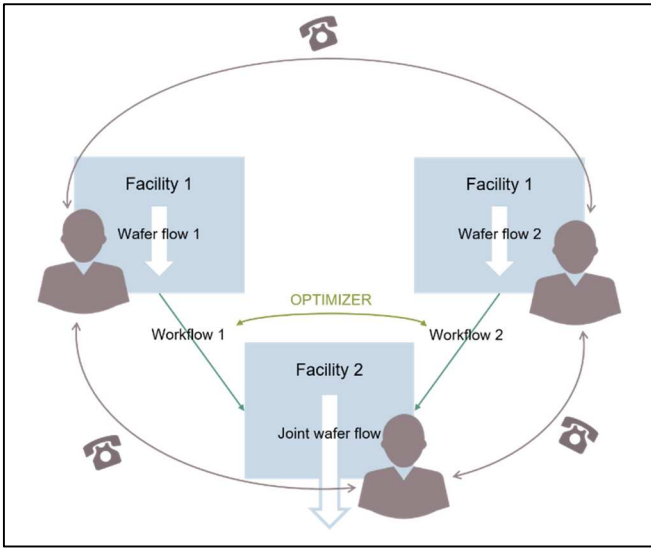 Facility 1
Facility 1
Wafer flow 1
Wafer flow 2
OPTIMIZER
Workflow 1
Workflow 2
Facility 2
Joint wafer flow